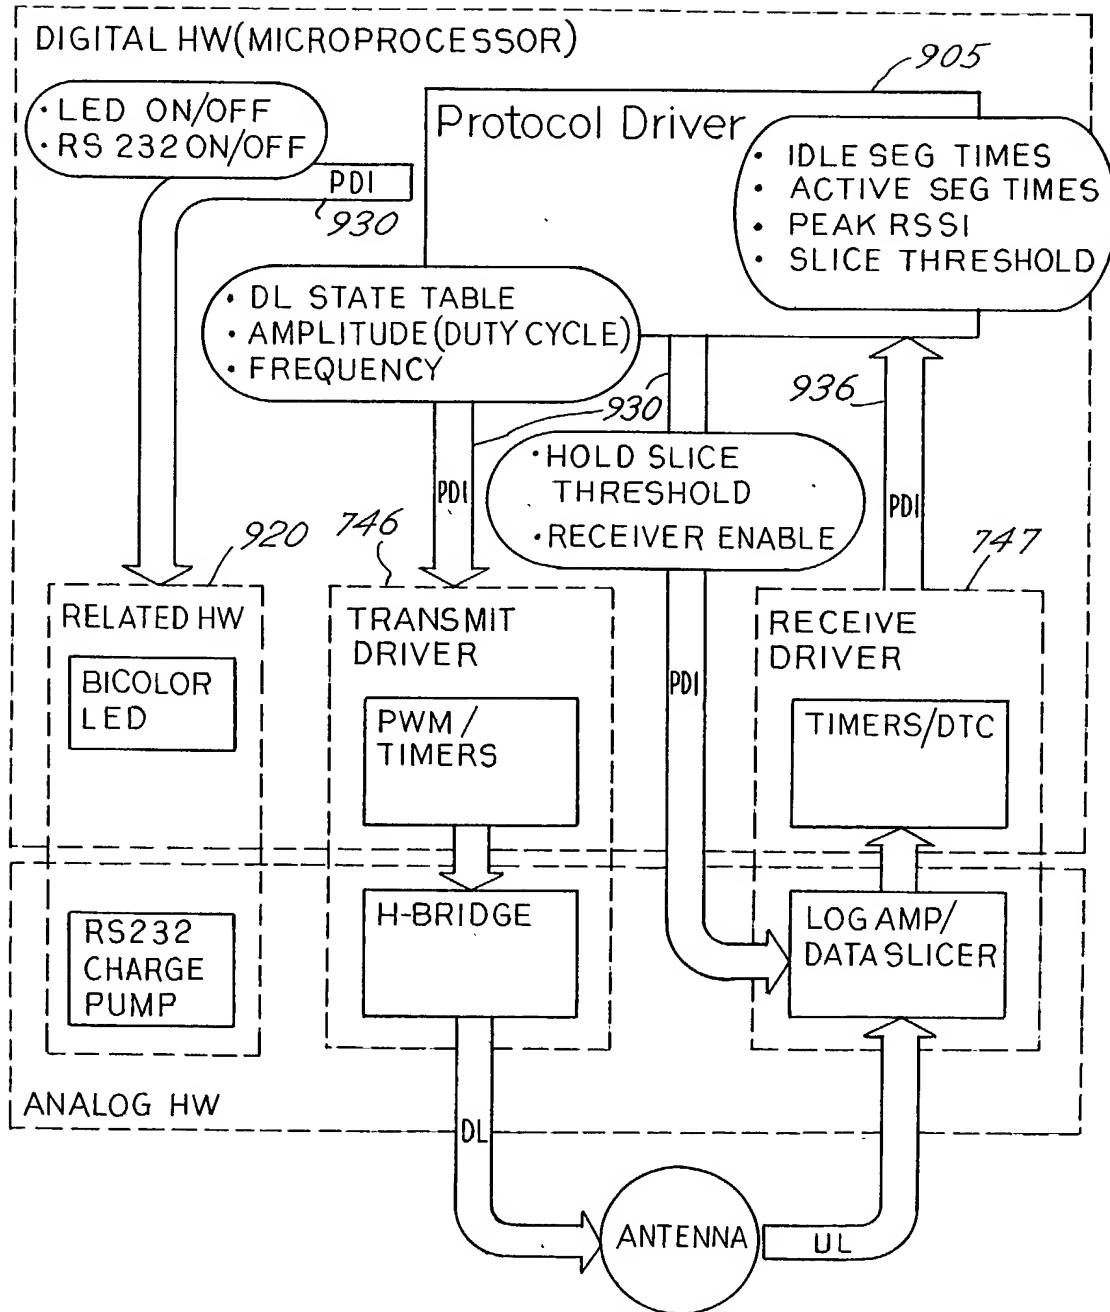 DIGITAL HW(MICROPROCESSOR)
905
· LED ON/OFF
· RS 232 ON/OFF
PDI
930
Protocol Driver
· IDLE SEG TIMES
· ACTIVE SEG TIMES
· PEAK RSSI
· SLICE THRESHOLD
· DL STATE TABLE
· AMPLITUDE(DUTY CYCLE)
· FREQUENCY
930
936
PDI
· HOLD SLICE
THRESHOLD
· RECEIVER ENABLE
PDI
920
746
747
RELATED HW
BICOLOR
LED
TRANSMIT
DRIVER
PWM/
TIMERS
PDI
RECEIVE
DRIVER
TIMERS/DTC
RS232
CHARGE
PUMP
H-BRIDGE
LOG AMP/
DATA SLICER
ANALOG HW
DL
ANTENNA
UL